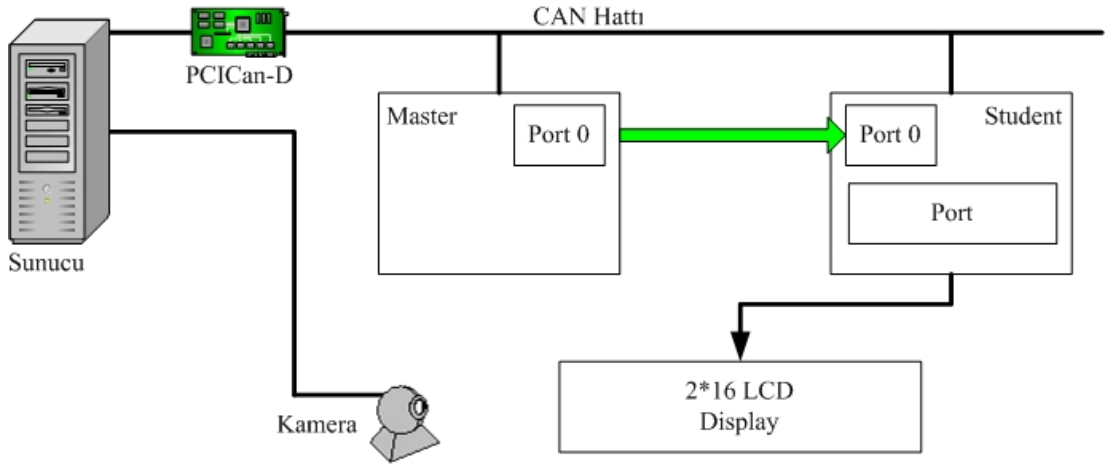 CAN Hattı
PCICan-D
Master
Port 0
Port 0
Student
Port
Sunucu
2*16 LCD
Display
Kamera